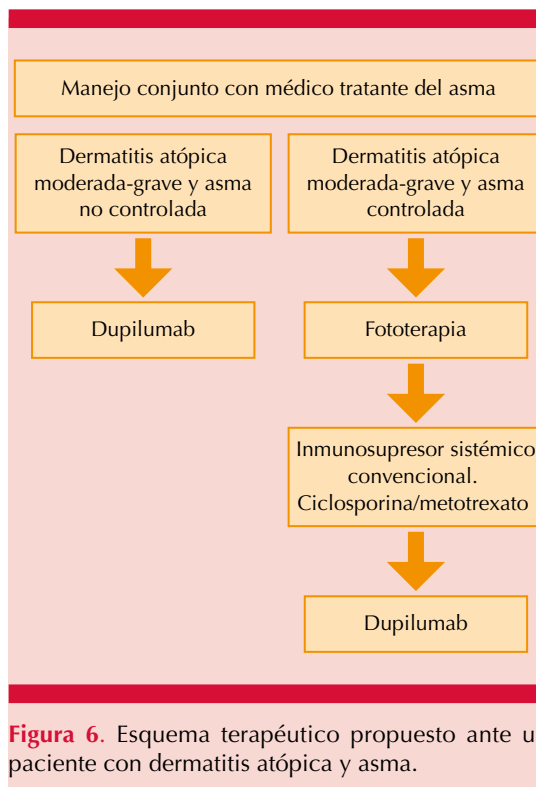 Manejo conjunto con médico tratante del asma
Dermatitis atópica
moderada-grave y asma
no controlada
Dupilumab
Dermatitis atópica
moderada-grave y asma
controlada
Fototerapia
Inmunosupresor sistémico
convencional.
Ciclosporina/metotrexato
Dupilumab
Figura 6. Esquema terapéutico propuesto ante u
paciente con dermatitis atópica y asma.